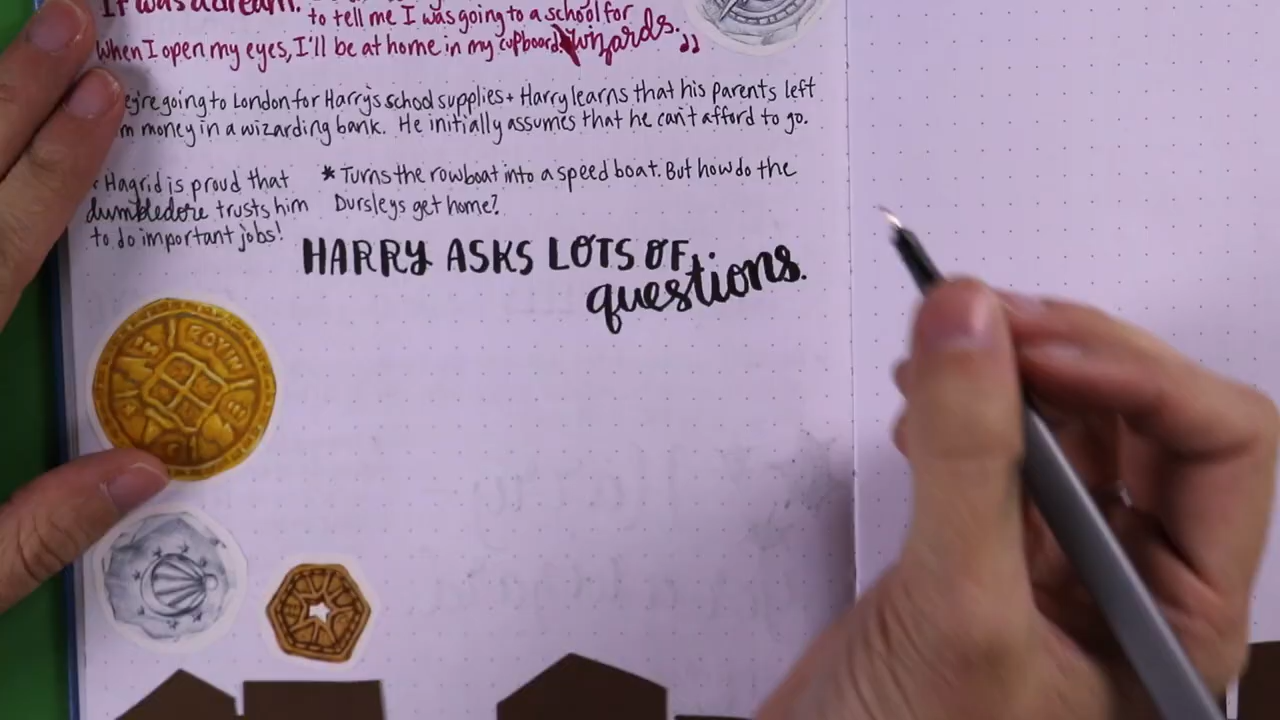 It was a dream.
to tell me I was going to a school for
When I open my eyes, I'll be at home in my cupboard. wizards."
ey're going to London for Harry's school supplies + Harry learns that his parents left
m money in a wizarding bank. He initially assumes that he can't afford to go.
Hagrid is proud that
dumbledore trusts him
to do important jobs!
* Turns the rowboat into a speed boat. But how do the
Dursleys get home?
HARRY ASKS LOTS OF
questions.